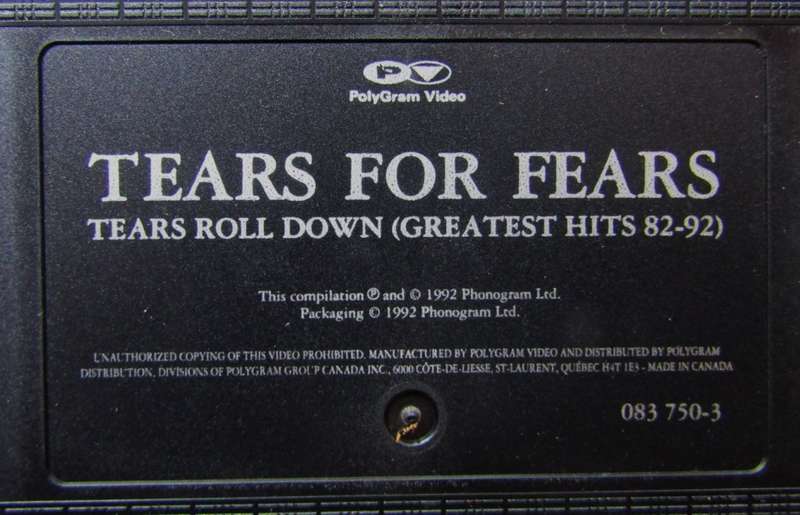 PolyGram Video
TEARS FOR FEARS
TEARS ROLL DOWN (GREATEST HITS 82-92)
This compilation ℗ and © 1992 Phonogram Ltd.
Packaging © 1992 Phonogram Ltd.
UNAUTHORIZED COPYING OF THIS VIDEO PROHIBITED. MANUFACTURED BY POLYGRAM VIDEO AND DISTRIBUTED BY POLYGRAM
DISTRIBUTION, DIVISIONS OF POLYGRAM GROUP CANADA INC., 6000 CÔTE-DE-LIESSE, ST-LAURENT, QUÉBEC H4T 1E3 - MADE IN CANADA
083 750-3